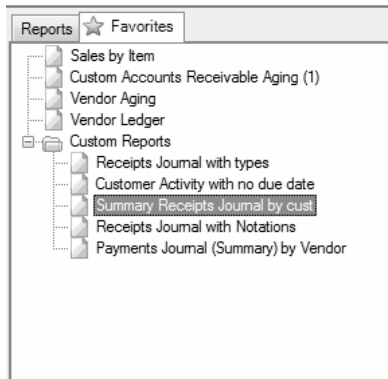 Reports Favorites
Sales by Item
Custom Accounts Receivable Aging (1)
Vendor Aging
Vendor Ledger
Custom Reports
Receipts Journal with types
Customer Activity with no due date
Summary Receipts Journal by cust
Receipts Journal with Notations
Payments Journal (Summary) by Vendor